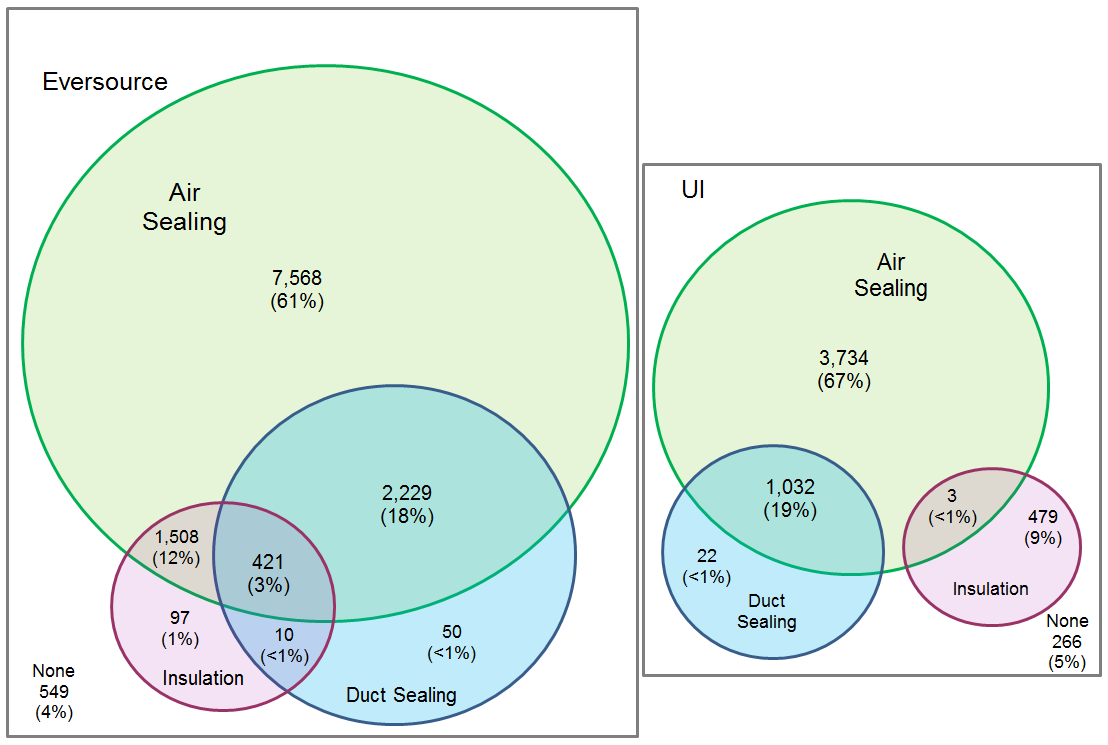 Eversource
Air
Sealing
7,568
(61%)
2,229
(18%)
1,508
(12%)
421
(3%)
97
(1%)
10
(<1%)
50
(<1%)
Insulation
Duct Sealing
None
549
(4%)
UI
Air
Sealing
3,734
(67%)
1,032
(19%)
3
(<1%)
479
(9%)
22
(<1%)
Insulation
Duct
Sealing
None
266
(5%)